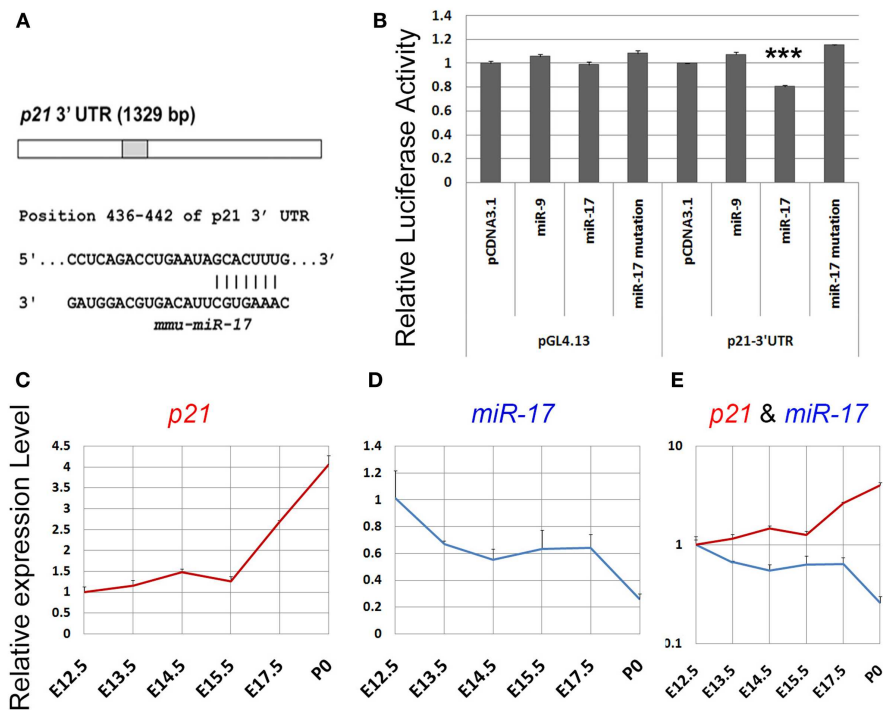 A
p21 3' UTR (1329 bp)
Position 436-442 of p21 3' UTR
5'...CCUCAGACCUGAAUAGCACUUUG...3'
3' GAUGGACGUGACAUUCGUGAAAC
mmu-miR-17
B
Relative Luciferase Activity
1.4
1.2
1
0.8
0.6
0.4
0.2
0
***
pCDNA3.1
miR-9
miR-17
miR-17 mutation
pCDNA3.1
miR-9
miR-17
miR-17 mutation
pGL4.13
p21-3'UTR
C
p21
Relative expression Level
4.5
4
3.5
3
2.5
2
1.5
1
0.5
0
E12.5
E13.5
E14.5
E15.5
E17.5
P0
D
miR-17
1.4
1.2
1
0.8
0.6
0.4
0.2
0
E12.5
E13.5
E14.5
E15.5
E17.5
P0
E
p21 & miR-17
10
1
0.1
E12.5
E13.5
E14.5
E15.5
E17.5
P0